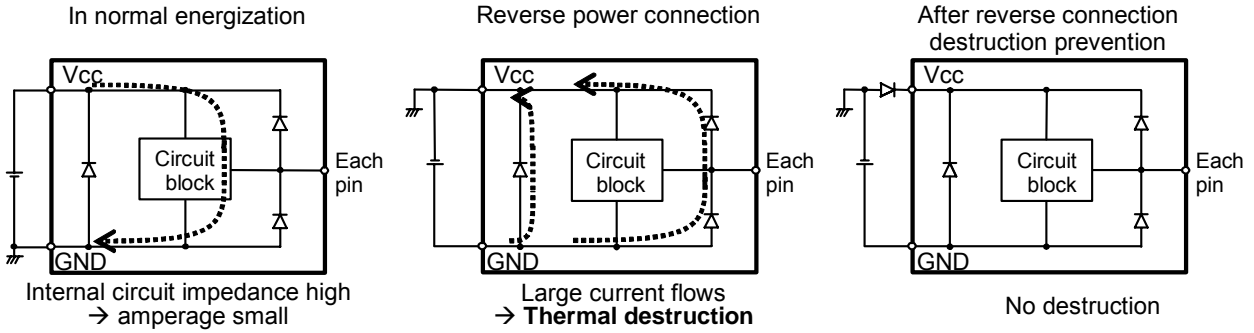 In normal energization
Vcc
Circuit
block
Each
pin
GND
Internal circuit impedance high
→ amperage small
Reverse power connection
Vcc
Circuit
block
Each
pin
GND
Large current flows
→ Thermal destruction
After reverse connection
destruction prevention
Vcc
Circuit
block
Each
pin
GND
No destruction